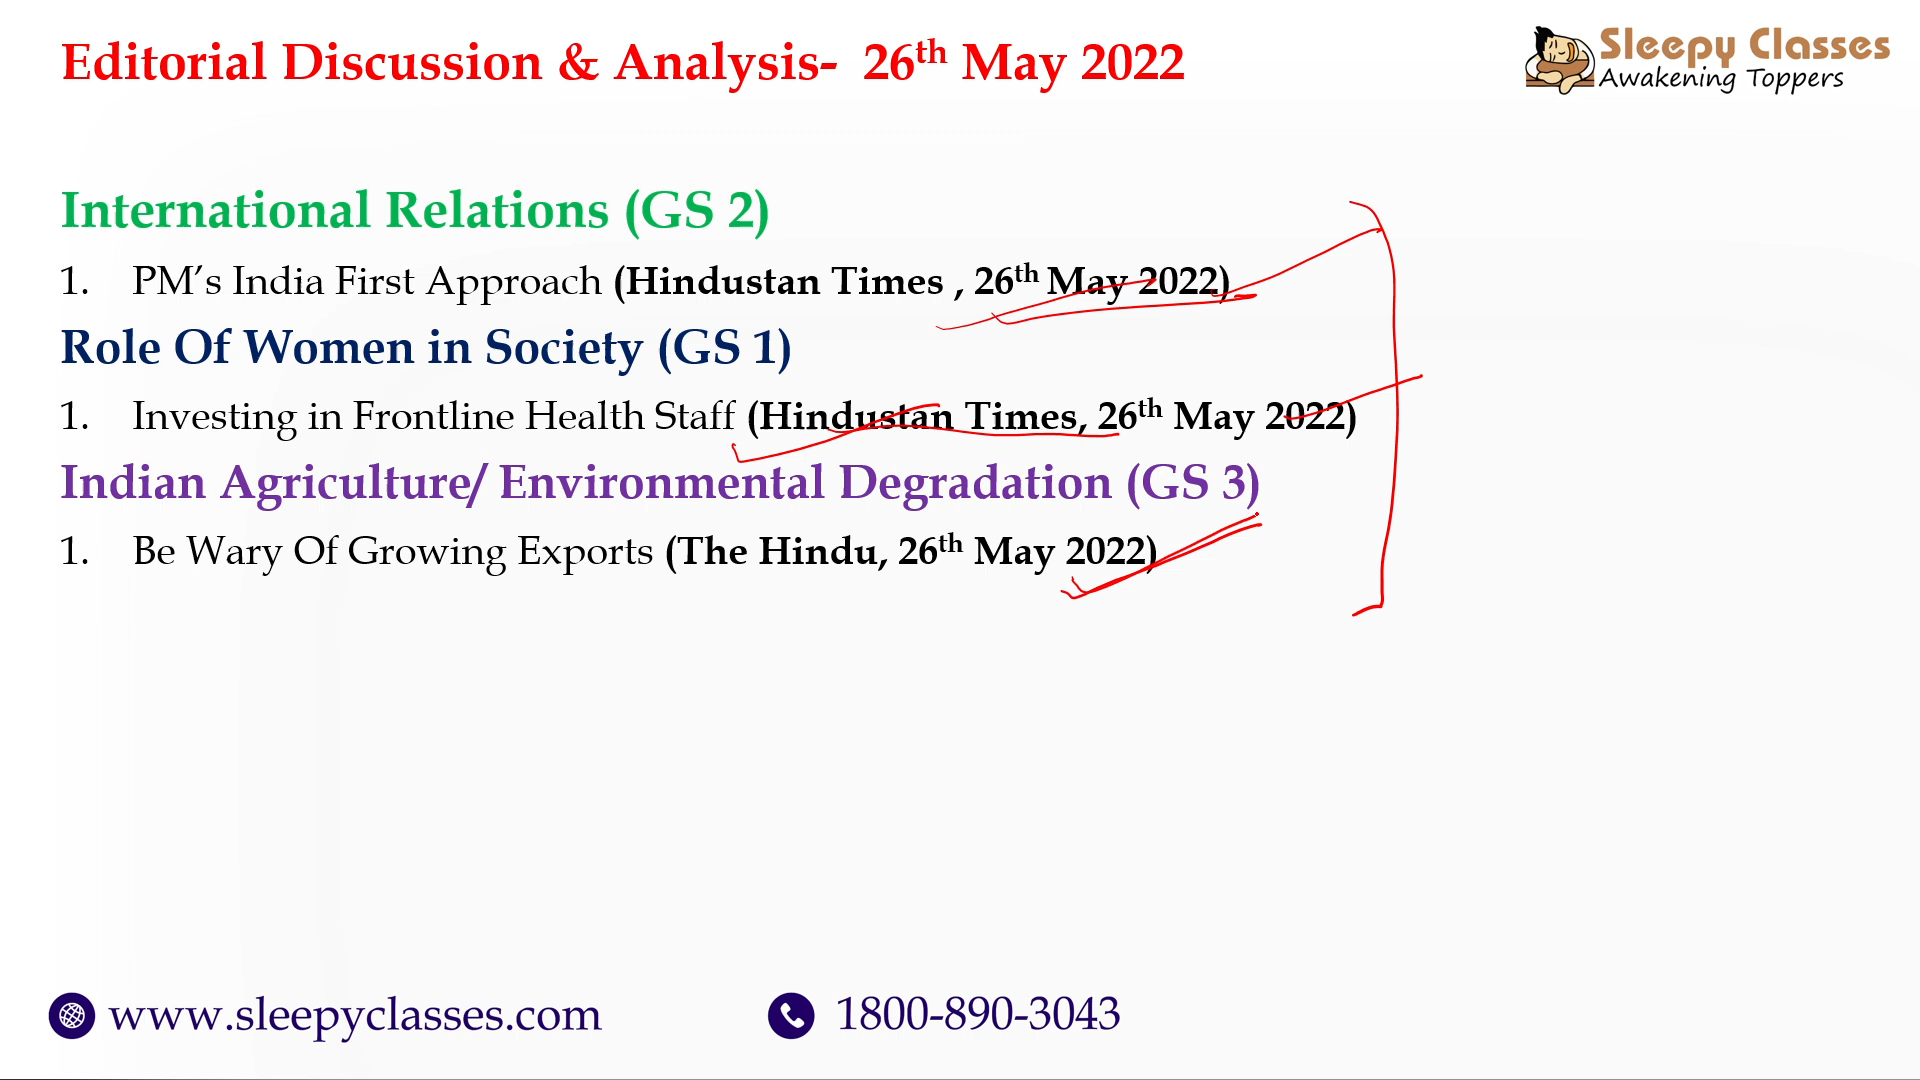 Editorial Discussion & Analysis- 26th May 2022
Sleepy Classes
Awakening Toppers
International Relations (GS 2)
1. PM’s India First Approach (Hindustan Times , 26th May 2022)
Role Of Women in Society (GS 1)
1. Investing in Frontline Health Staff (Hindustan Times, 26th May 2022)
Indian Agriculture/ Environmental Degradation (GS 3)
1. Be Wary Of Growing Exports (The Hindu, 26th May 2022)
www.sleepyclasses.com 1800-890-3043